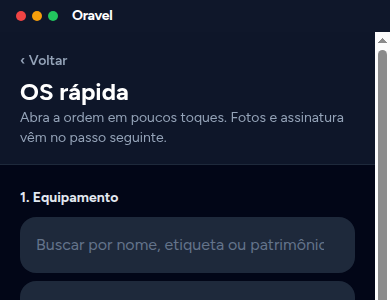 Oravel
‹ Voltar
OS rápida
Abra a ordem em poucos toques. Fotos e assinatura
vêm no passo seguinte.
1. Equipamento
Buscar por nome, etiqueta ou